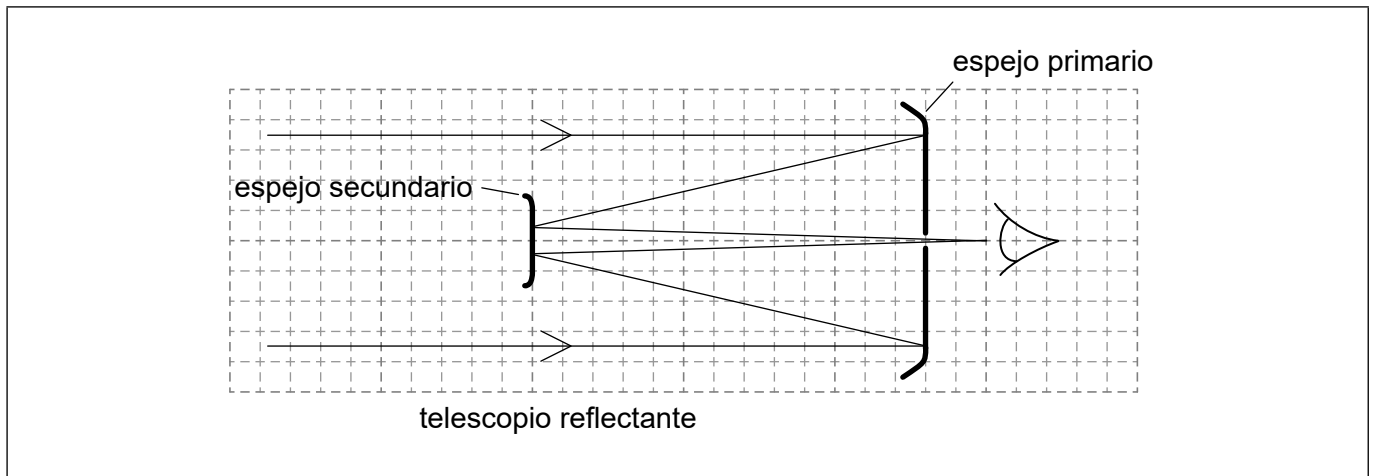 espejo primario
espejo secundario
telescopio reflectante